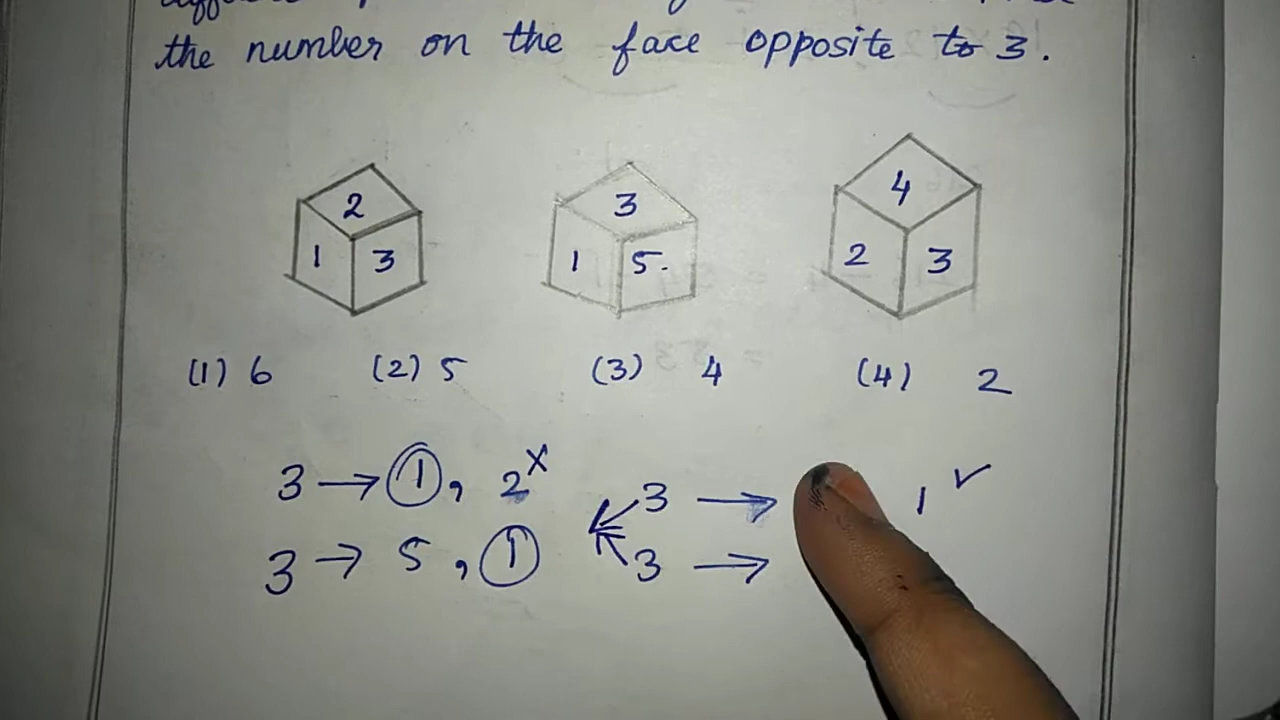 the number on the face opposite to 3.
2
1 3
3
1 5.
4
2 3
(1) 6 (2) 5 (3) 4 (4) 2
3 → 1, 2 x
3 → 1 ✓
3 → 5, 1
3 →